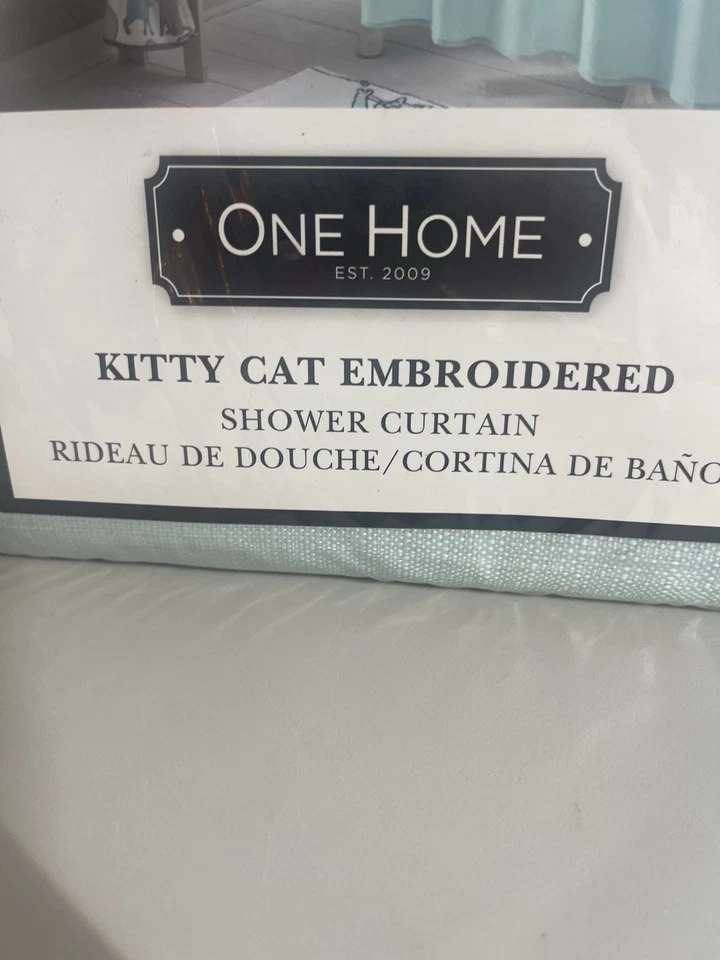 ONE HOME
EST. 2009
KITTY CAT EMBROIDERED
SHOWER CURTAIN
RIDEAU DE DOUCHE/CORTINA DE BAÑO